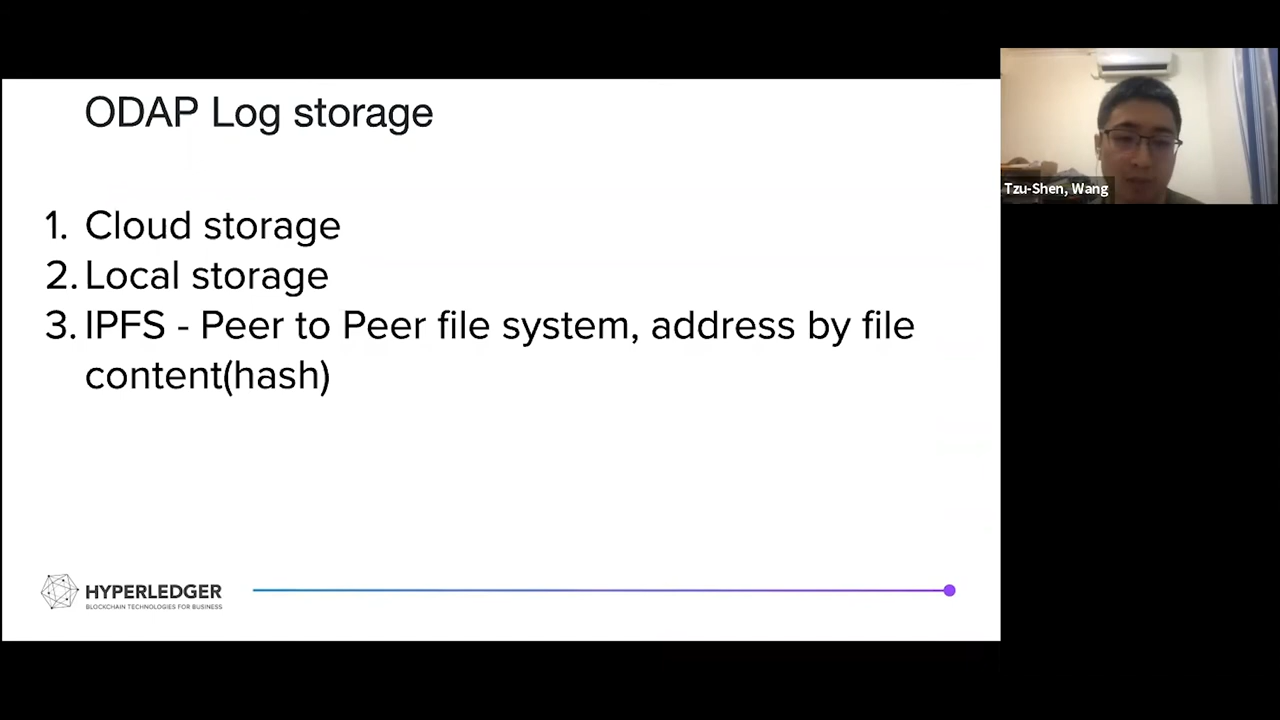 ODAP Log storage
1. Cloud storage
2. Local storage
3. IPFS - Peer to Peer file system, address by file
content(hash)
HYPERLEDGER
BLOCKCHAIN TECHNOLOGIES FOR BUSINESS
Tzu-Shen, Wang